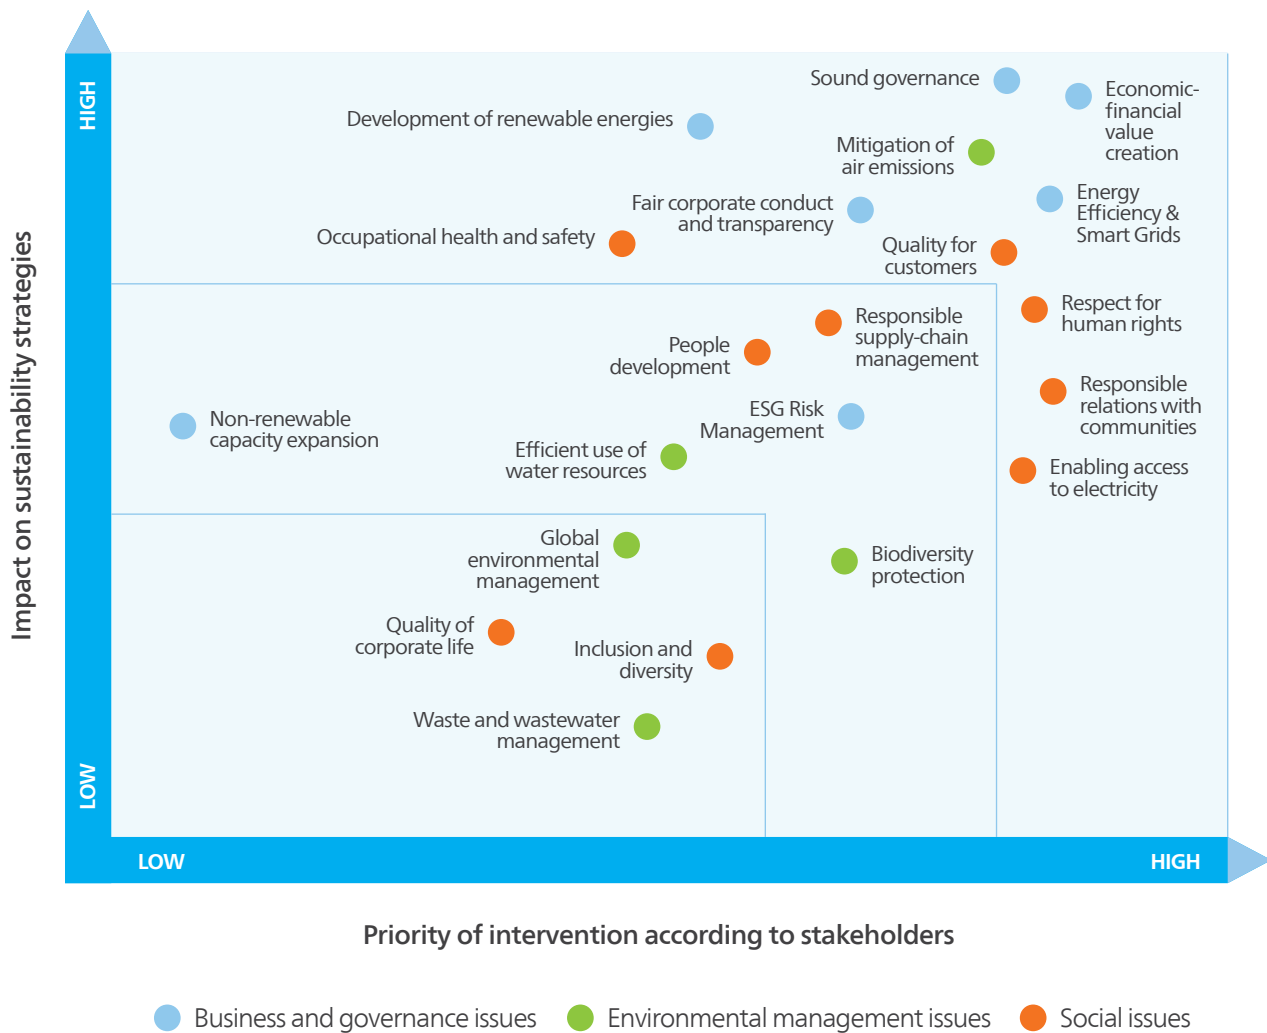 HIGH
Sound governance
Economic-
financial
value
creation
Development of renewable energies
Mitigation of
air emissions
Energy
Efficiency &
Smart Grids
Fair corporate conduct
and transparency
Occupational health and safety
Quality for
customers
Impact on sustainability strategies
Respect for
human rights
Responsible
supply-chain
management
People
development
Responsible
relations with
communities
ESG Risk
Management
Non-renewable
capacity expansion
Efficient use of
water resources
Enabling access
to electricity
Global
environmental
management
Biodiversity
protection
Quality of
corporate life
Inclusion and
diversity
Waste and wastewater
management
LOW
LOW
HIGH
Priority of intervention according to stakeholders
Business and governance issues
Environmental management issues
Social issues